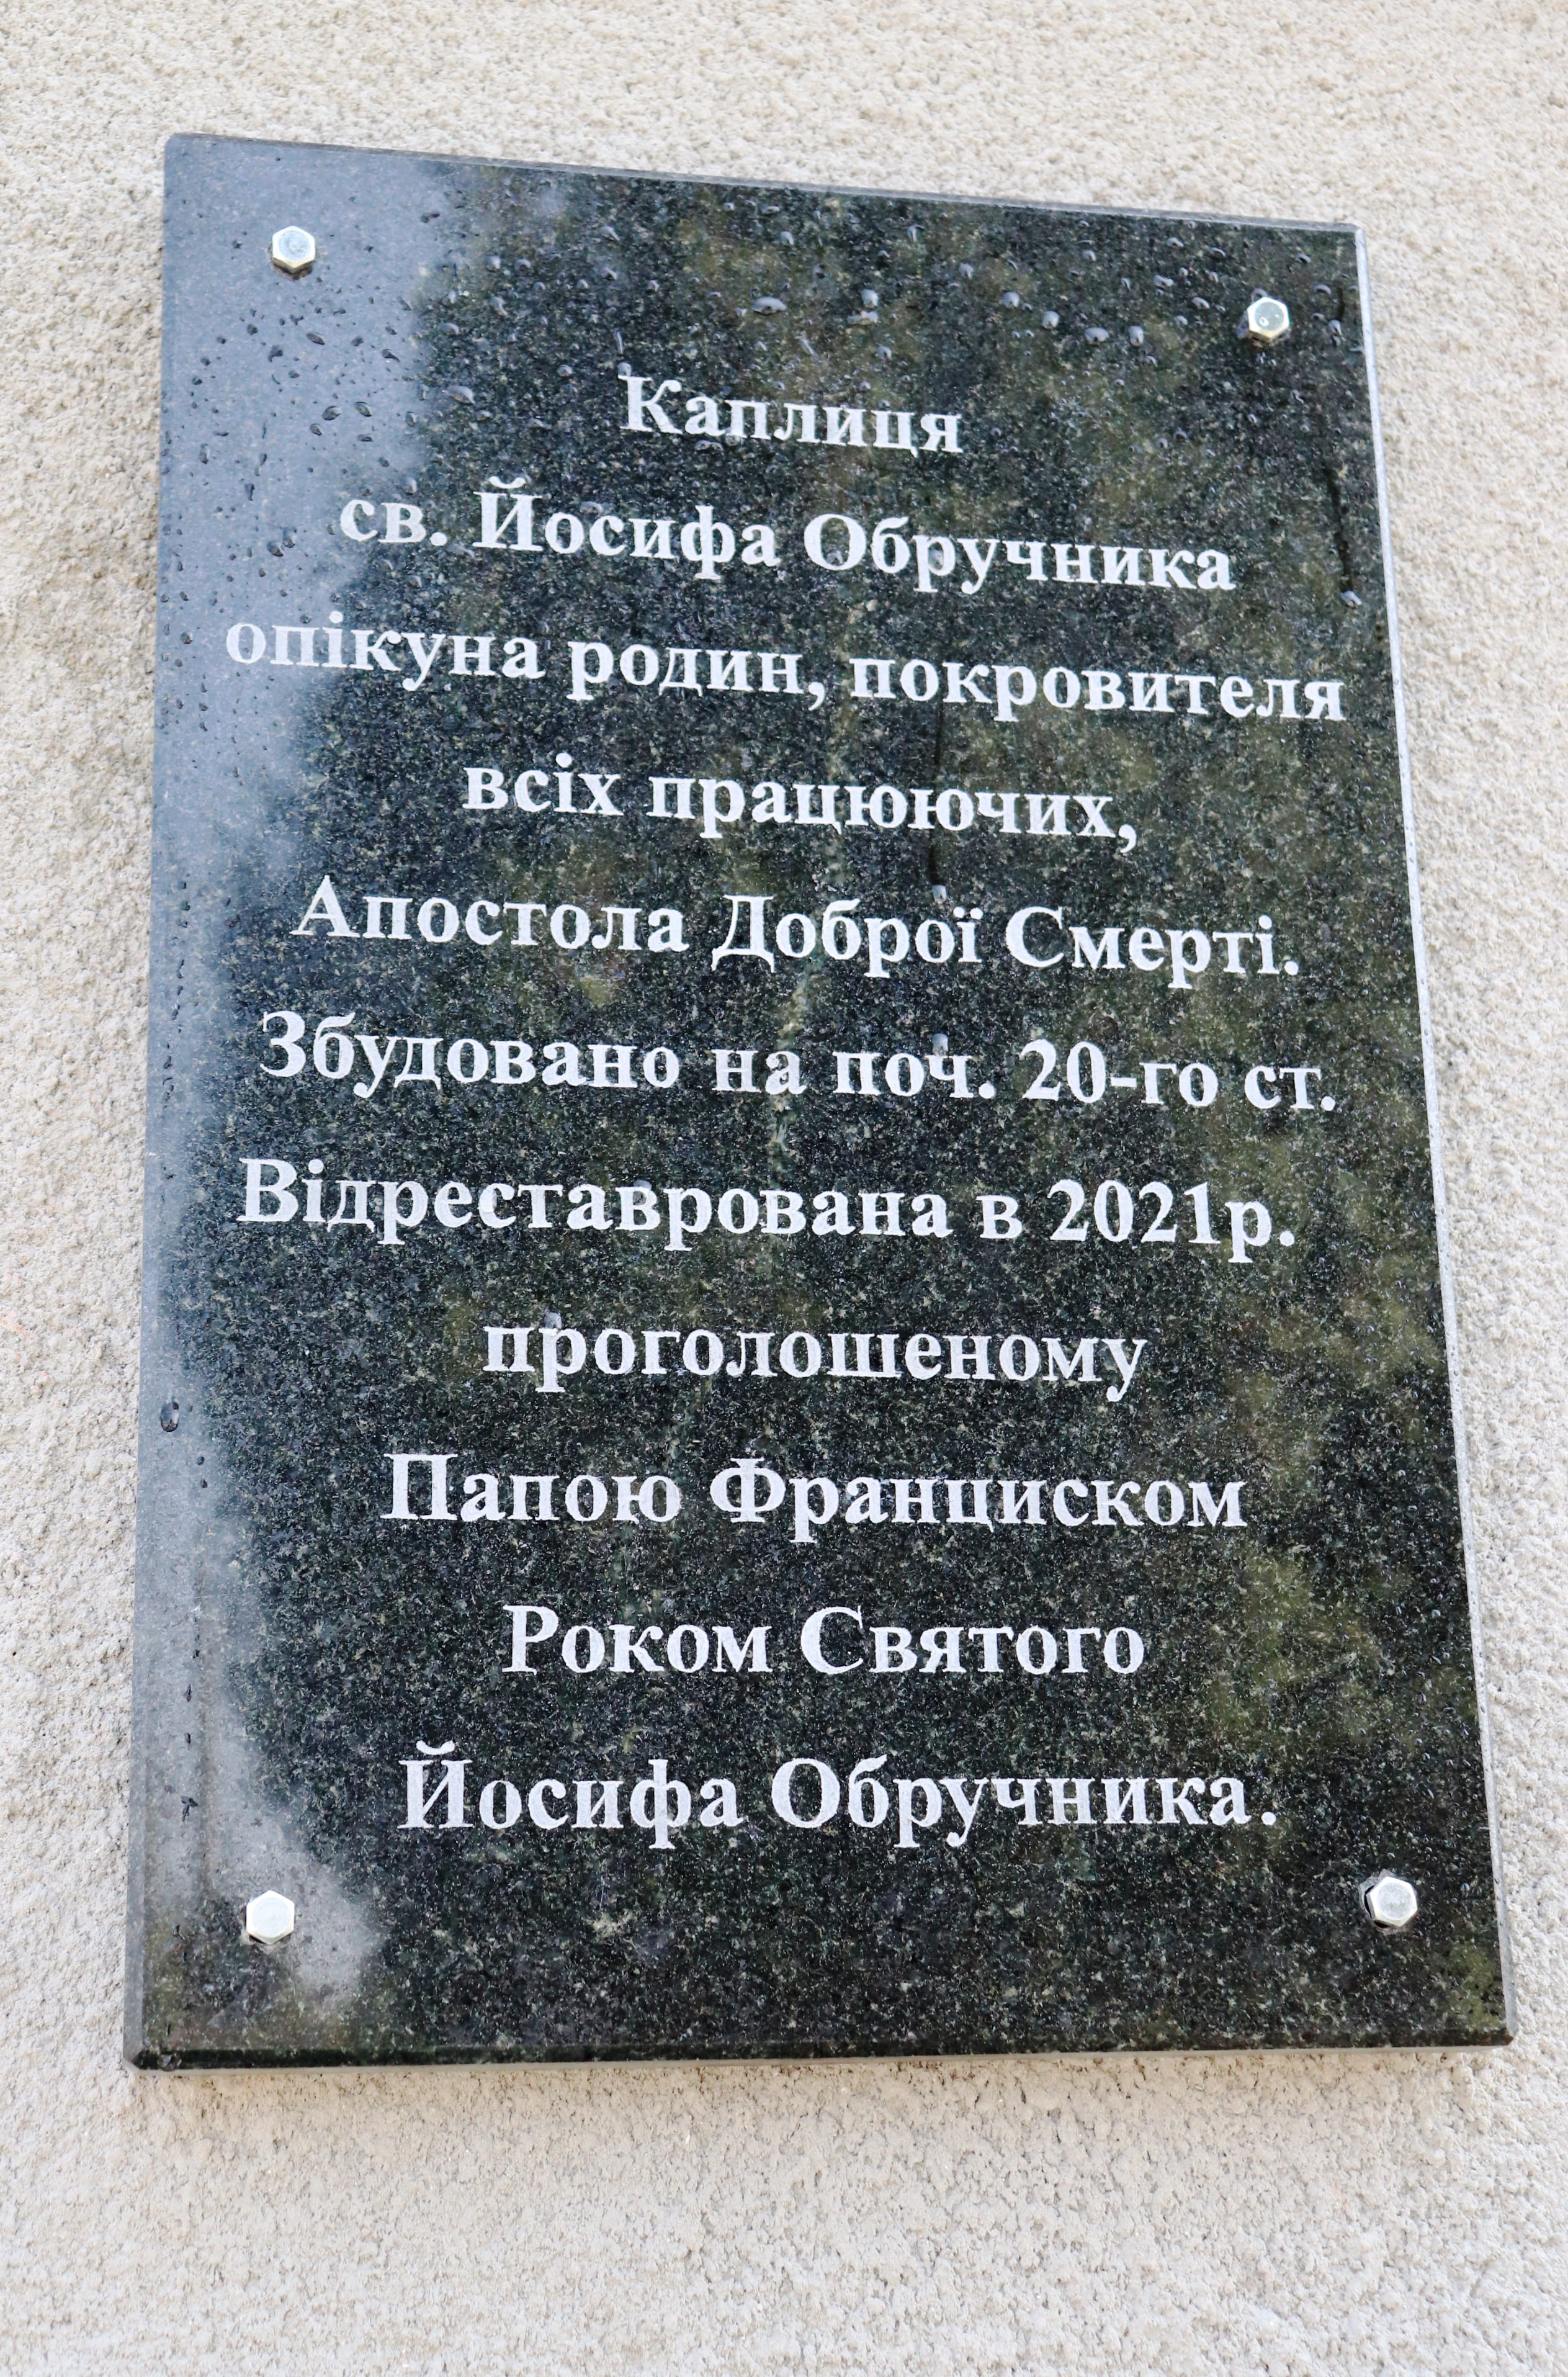 Каплиця
св. Йосифа Обручника
опікуна родин, покровителя
всіх працюючих,
Апостола Доброї Смерті.
Збудовано на поч. 20-го ст.
Відреставрована в 2021р.
проголошеному
Папою Франциском
Роком Святого
Йосифа Обручника.